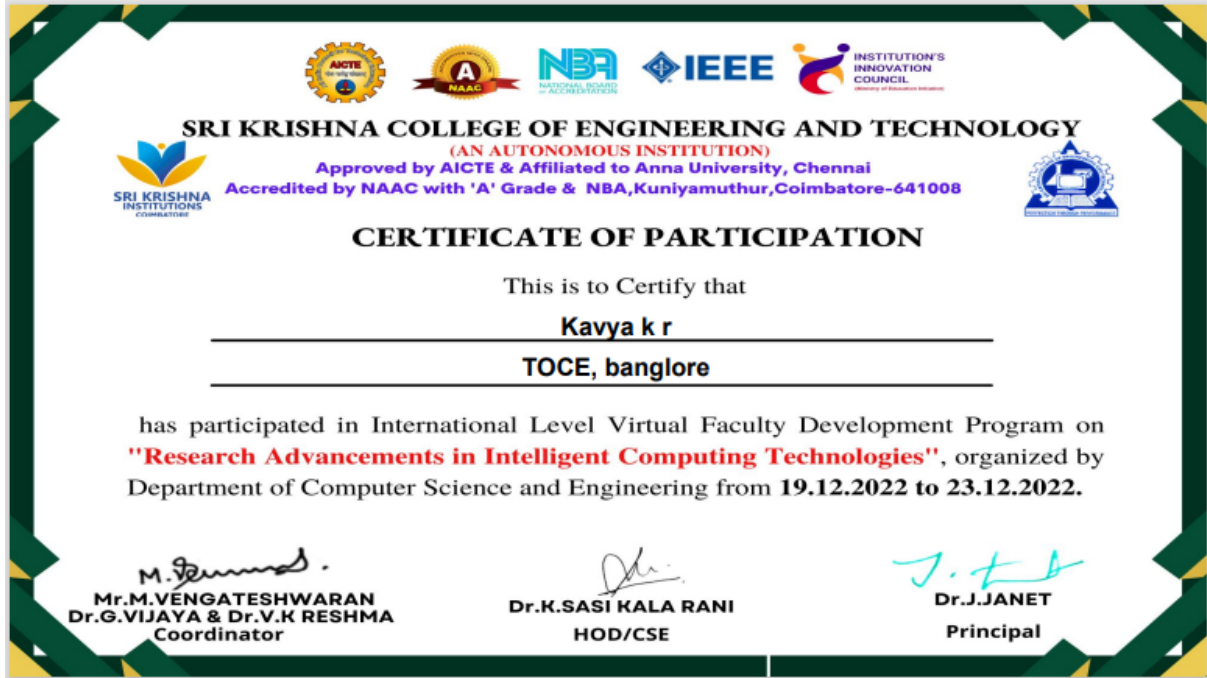 AICTE
A
NAAC
NBA
NATIONAL BOARD
OF ACCREDITATION
IEEE
INSTITUTION'S
INNOVATION
COUNCIL
(Ministry of Education Initiative)
SRI KRISHNA COLLEGE OF ENGINEERING AND TECHNOLOGY
(AN AUTONOMOUS INSTITUTION)
Approved by AICTE & Affiliated to Anna University, Chennai
Accredited by NAAC with 'A' Grade & NBA,Kuniyamuthur,Coimbatore-641008
SRI KRISHNA
INSTITUTIONS
COIMBATORE
CERTIFICATE OF PARTICIPATION
This is to Certify that
Kavya k r
TOCE, banglore
has participated in International Level Virtual Faculty Development Program on
''Research Advancements in Intelligent Computing Technologies'', organized by
Department of Computer Science and Engineering from 19.12.2022 to 23.12.2022.
Mr.M.VENGATESHWARAN
Dr.G.VIJAYA & Dr.V.K RESHMA
Coordinator
Dr.K.SASI KALA RANI
HOD/CSE
Dr.J.JANET
Principal